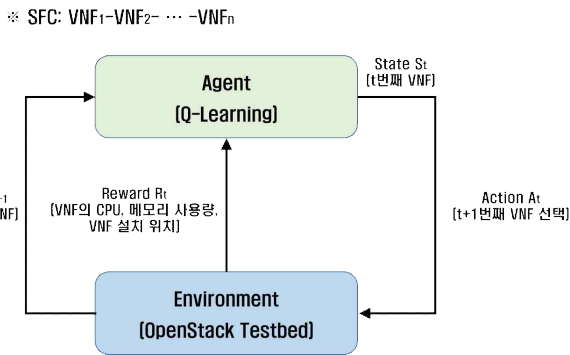 ※ SFC: VNF1-VNF2- ··· -VNFn
State St
(t번째 VNF)
Agent
(Q-Learning)
Reward Rt
(VNF의 CPU, 메모리 사용량,
VNF 설치 위치)
Action At
(t+1번째 VNF 선택)
Environment
(OpenStack Testbed)